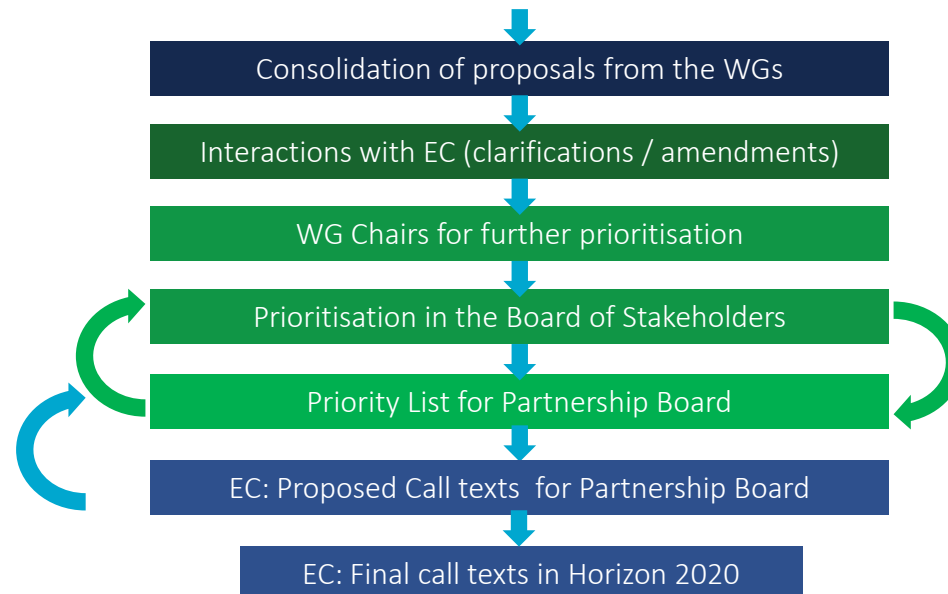 Consolidation of proposals from the WGs
Interactions with EC (clarifications / amendments)
WG Chairs for further prioritisation
Prioritisation in the Board of Stakeholders
Priority List for Partnership Board
EC: Proposed Call texts  for Partnership Board
EC: Final call texts in Horizon 2020